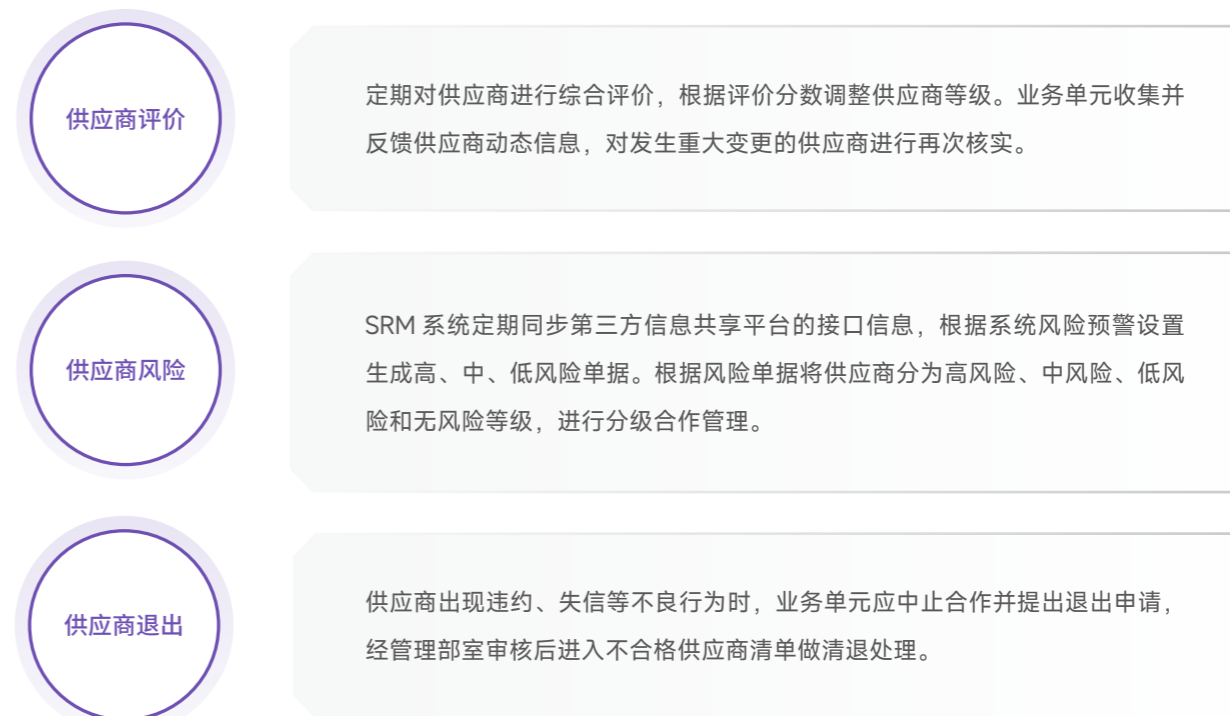 供应商评价
定期对供应商进行综合评价，根据评价分数调整供应商等级。业务单元收集并
反馈供应商动态信息，对发生重大变更的供应商进行再次核实。
供应商风险
SRM 系统定期同步第三方信息共享平台的接口信息，根据系统风险预警设置
生成高、中、低风险单据。根据风险单据将供应商分为高风险、中风险、低风
险和无风险等级，进行分级合作管理。
供应商退出
供应商出现违约、失信等不良行为时，业务单元应中止合作并提出退出申请，
经管理部室审核后进入不合格供应商清单做清退处理。